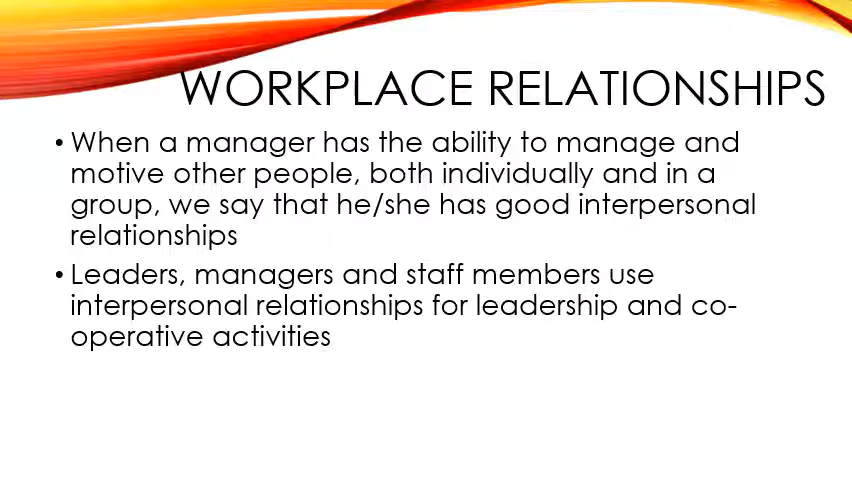 WORKPLACE RELATIONSHIPS
• When a manager has the ability to manage and
motive other people, both individually and in a
group, we say that he/she has good interpersonal
relationships
• Leaders, managers and staff members use
interpersonal relationships for leadership and co-
operative activities